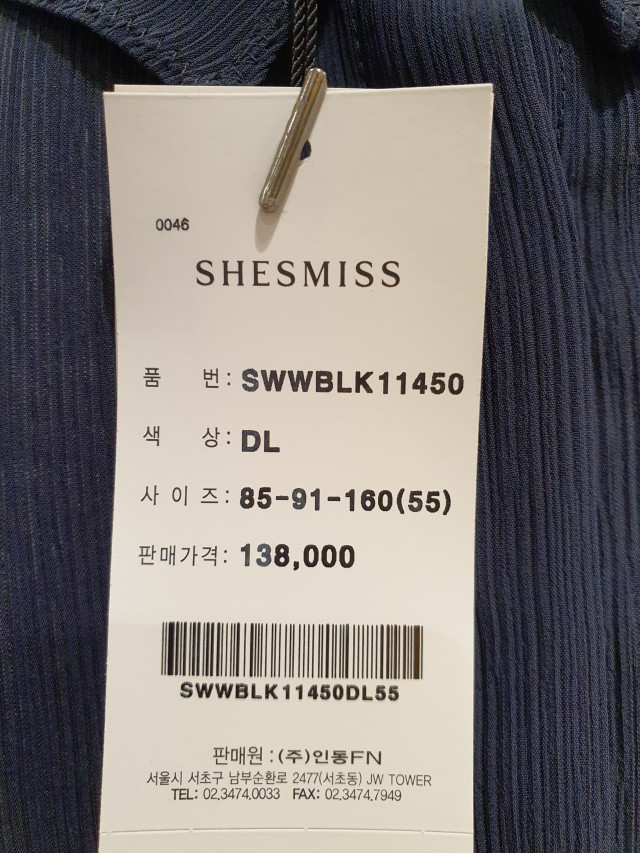 0046
SHESMISS
품 번: SWWBLK11450
색 상: DL
사 이 즈: 85-91-160(55)
판매가격: 138,000
SWWBLK11450DL55
판매원 : (주)인동FN
서울시 서초구 남부순환로 2477(서초동) JW TOWER
TEL: 02.3474.0033 FAX: 02.3474.7949